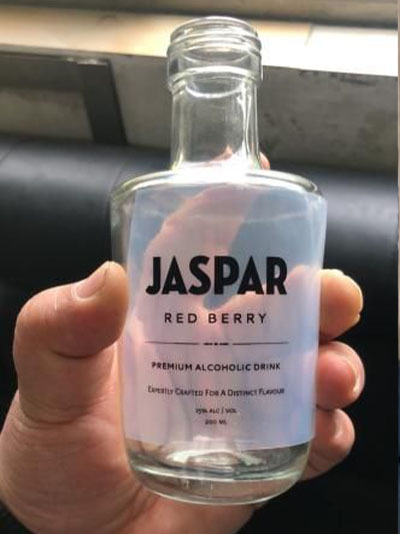 JASPAR
RED BERRY
PREMIUM ALCOHOLIC DRINK
EXPERTLY CRAFTED FOR A DISTINCT FLAVOUR
15% ALC / VOL
200 ML